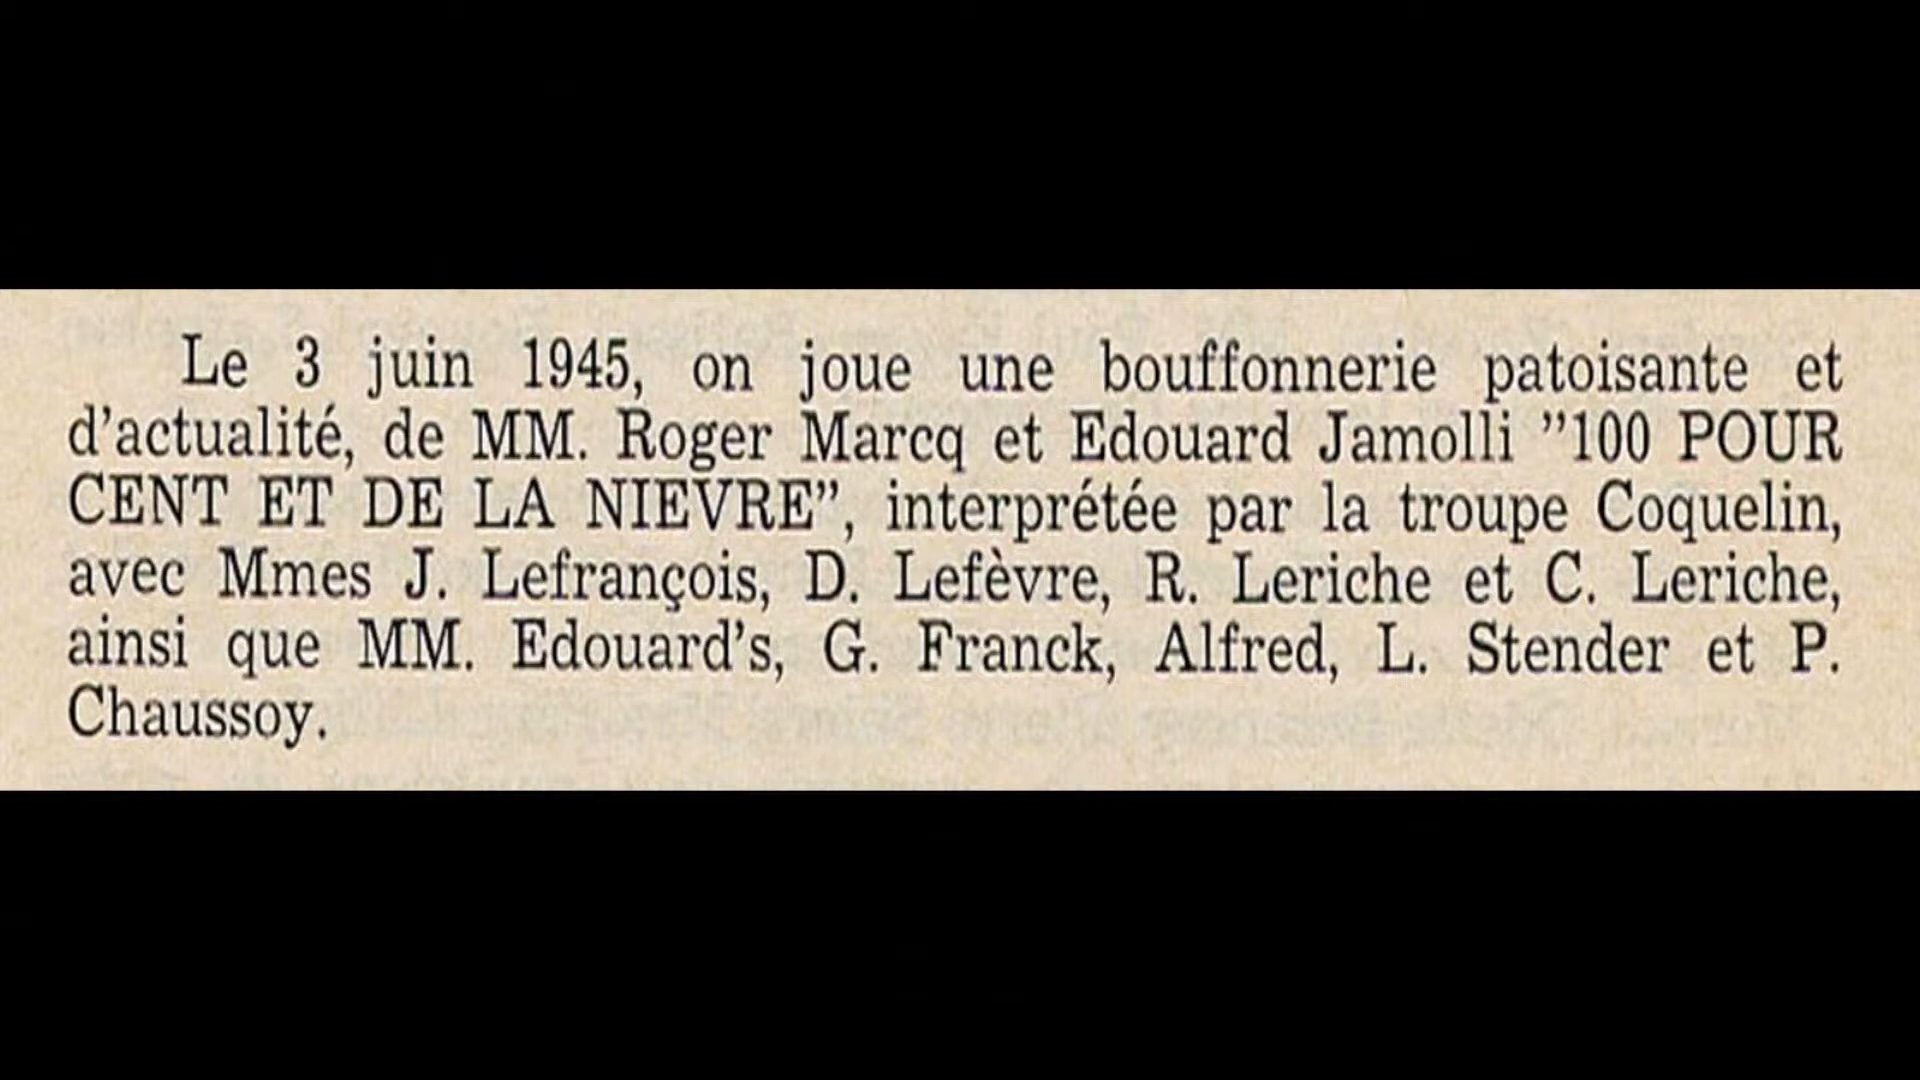 Le 3 juin 1945, on joue une bouffonnerie patoisante et
d'actualité, de MM. Roger Marcq et Edouard Jamolli ”100 POUR
CENT ET DE LA NIEVRE”, interprétée par la troupe Coquelin,
avec Mmes J. Lefrançois, D. Lefèvre, R. Leriche et C. Leriche,
ainsi que MM. Edouard's, G. Franck, Alfred, L. Stender et P.
Chaussoy.